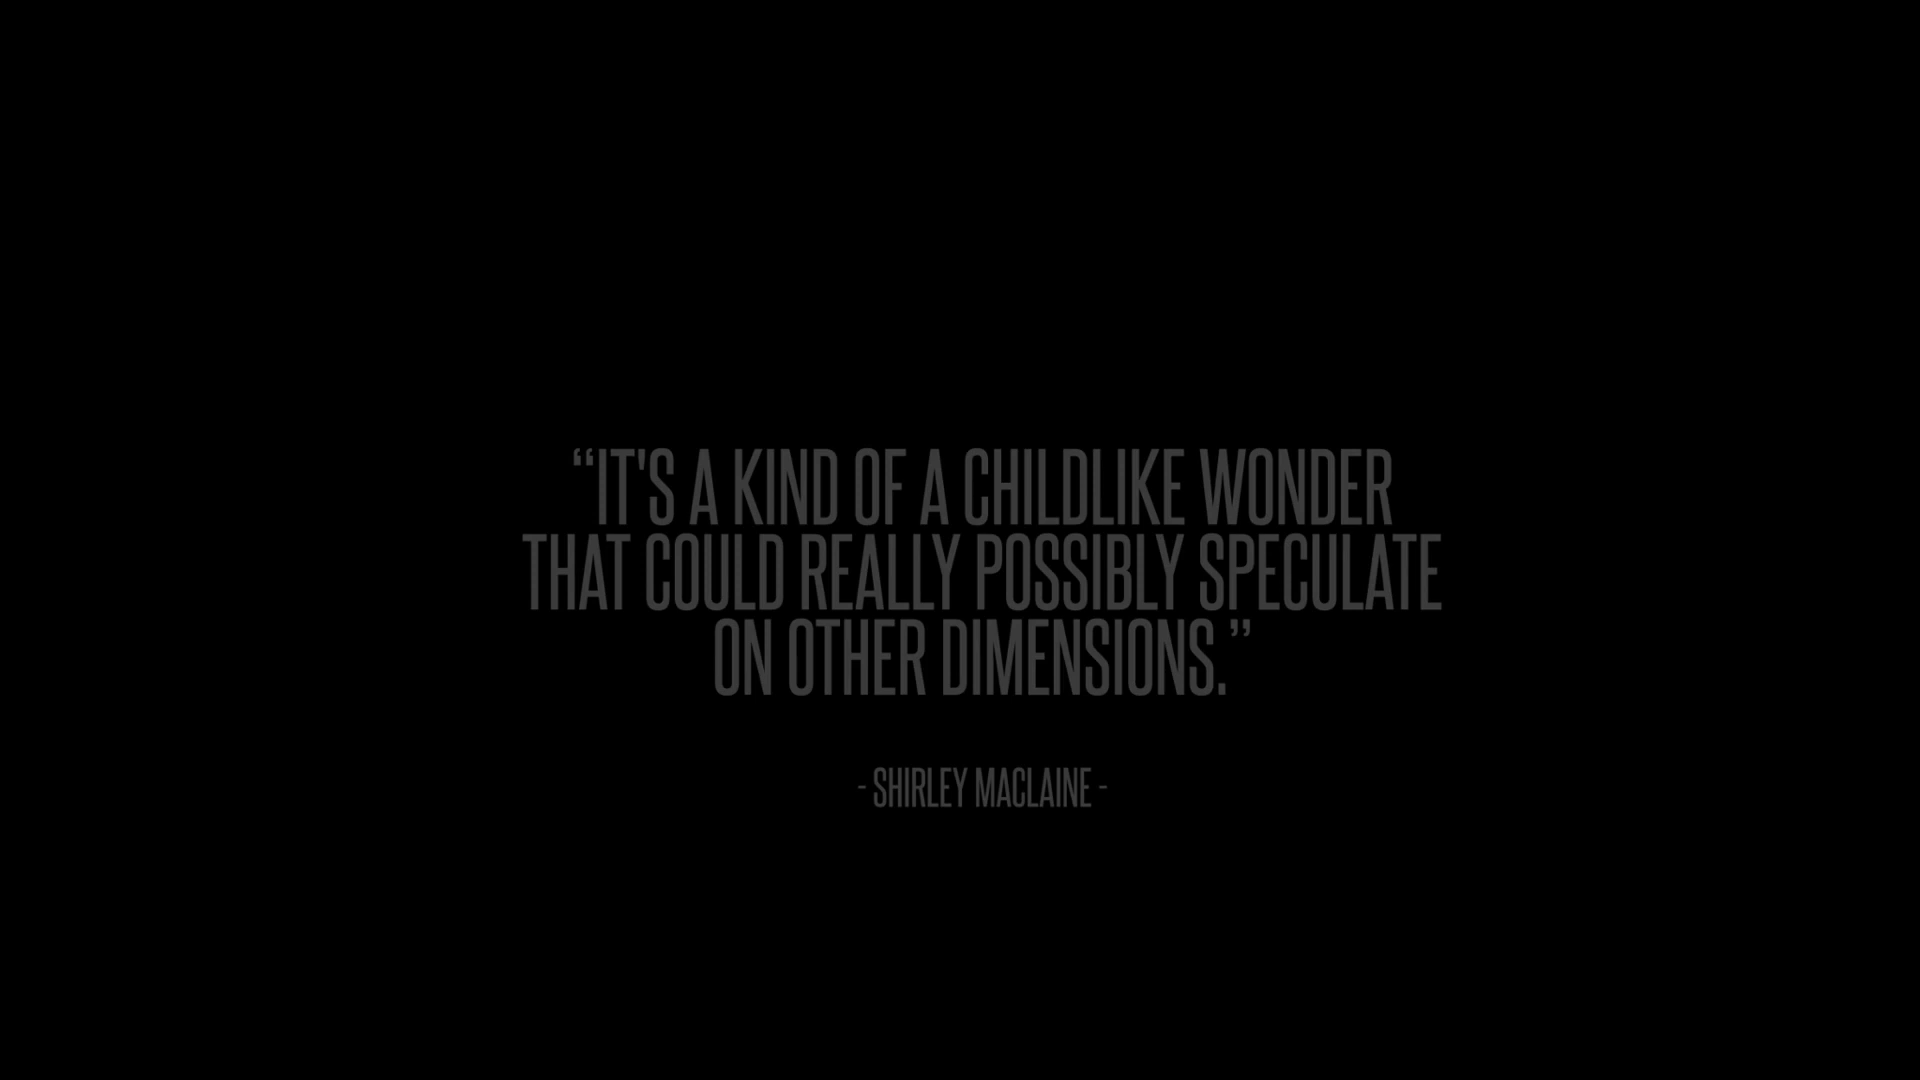 “IT'S A KIND OF A CHILDLIKE WONDER
THAT COULD REALLY POSSIBLY SPECULATE
ON OTHER DIMENSIONS.”
- SHIRLEY MACLAINE -